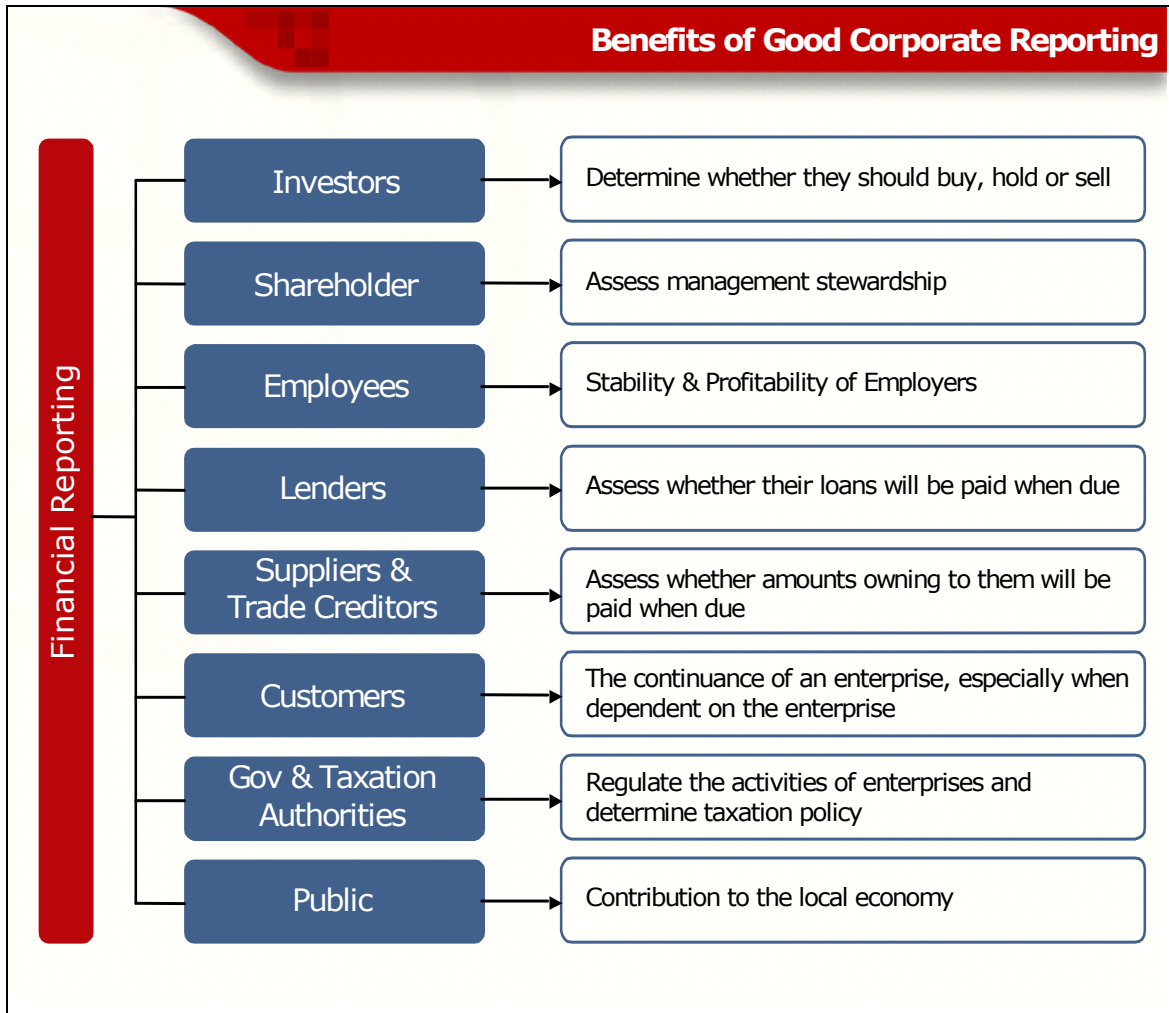 Benefits of Good Corporate Reporting
Financial Reporting
Investors
Determine whether they should buy, hold or sell
Shareholder
Assess management stewardship
Employees
Stability & Profitability of Employers
Lenders
Assess whether their loans will be paid when due
Suppliers &
Trade Creditors
Assess whether amounts owning to them will be
paid when due
Customers
The continuance of an enterprise, especially when
dependent on the enterprise
Gov & Taxation
Authorities
Regulate the activities of enterprises and
determine taxation policy
Public
Contribution to the local economy